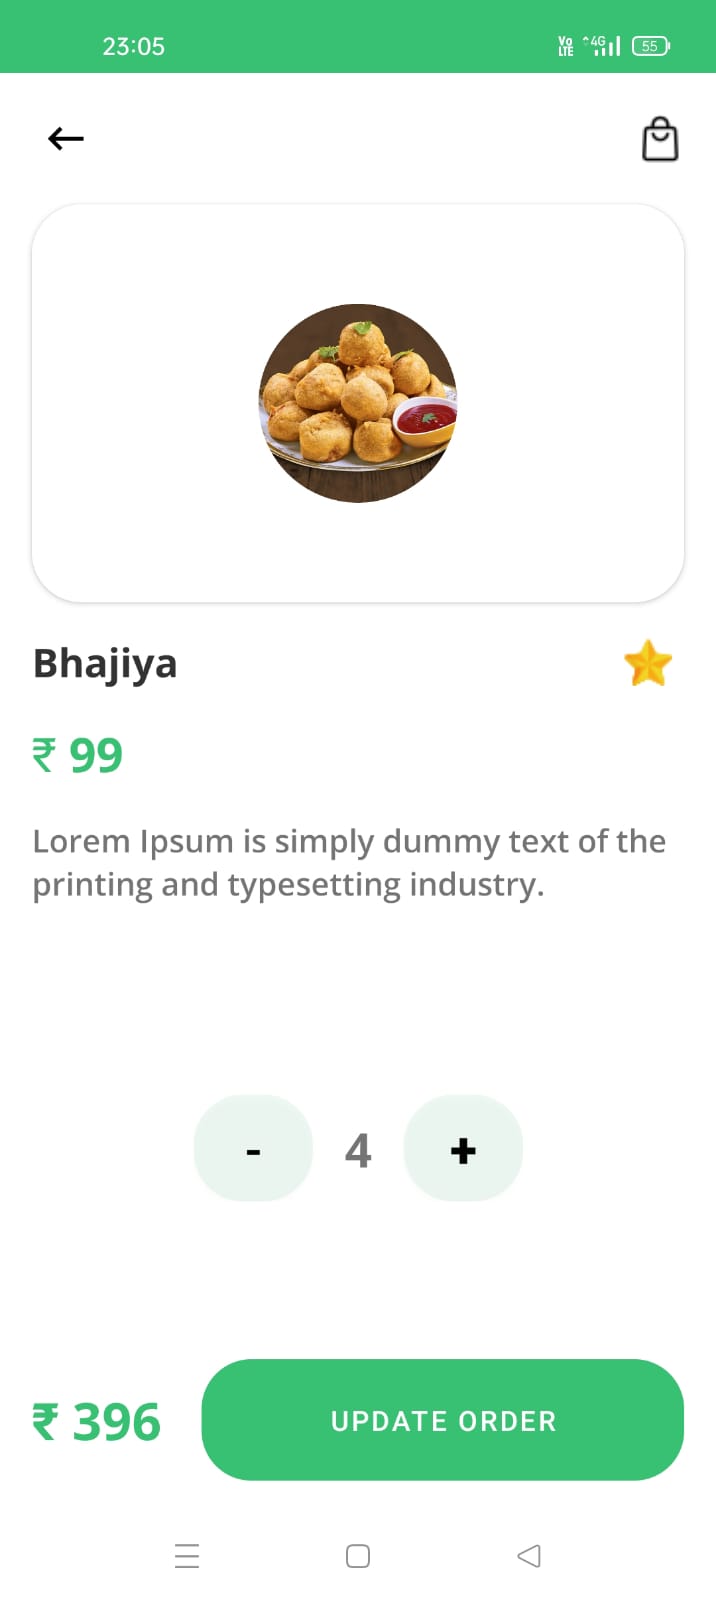 23:05
Vo LTE 4G 55
Bhajiya
₹ 99
Lorem Ipsum is simply dummy text of the
printing and typesetting industry.
- 4 +
₹ 396 UPDATE ORDER